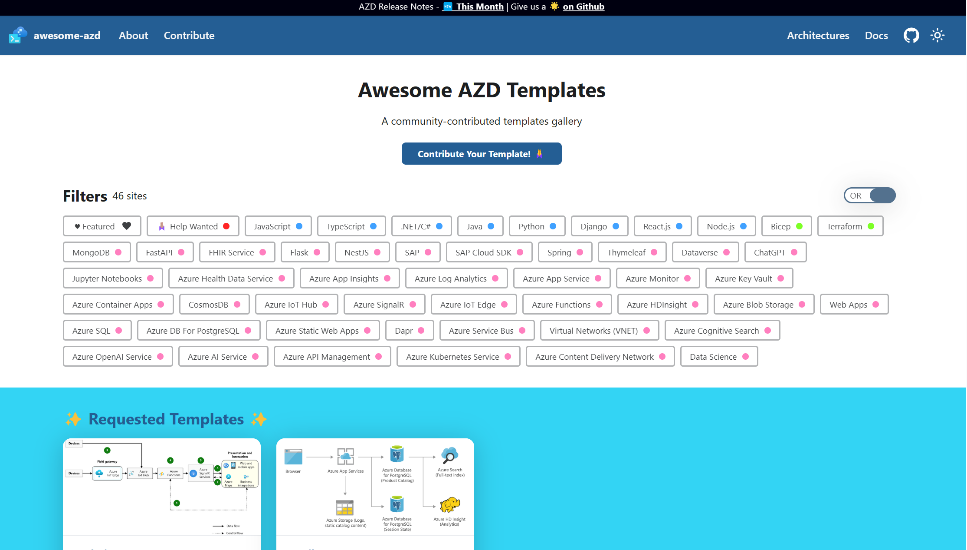 AZD Release Notes - This Month | Give us a on Github
awesome-azd About Contribute Architectures Docs
Awesome AZD Templates
A community-contributed templates gallery
Contribute Your Template!
Filters 46 sites OR
Featured Help Wanted JavaScript TypeScript .NET/C# Java Python Django React.js Node.js Bicep Terraform
MongoDB FastAPI FHIR Service Flask NestJS SAP SAP Cloud SDK Spring Thymeleaf Dataverse ChatGPT
Jupyter Notebooks Azure Health Data Service Azure App Insights Azure Log Analytics Azure App Service Azure Monitor Azure Key Vault
Azure Container Apps CosmosDB Azure IoT Hub Azure SignalR Azure IoT Edge Azure Functions Azure HDInsight Azure Blob Storage Web Apps
Azure SQL Azure DB For PostgreSQL Azure Static Web Apps Dapr Azure Service Bus Virtual Networks (VNET) Azure Cognitive Search
Azure OpenAI Service Azure AI Service Azure API Management Azure Kubernetes Service Azure Content Delivery Network Data Science
Requested Templates
Devices
Field gateway
Devices
Browser
Azure App Services
Azure Database
for PostgreSQL
(Product Catalog)
Azure Search
(Full-text index)
Azure Storage (Logs,
static catalog content)
Azure Database
for PostgreSQL
(Session State)
Azure HD Insight
(Analytics)